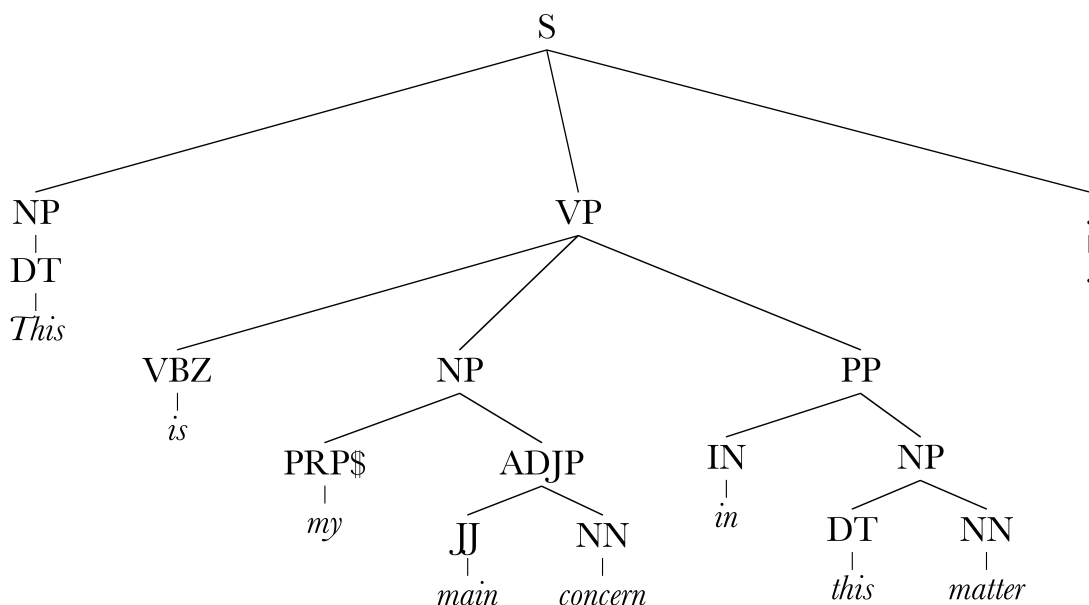 S
NP VP .
DT .
This
VBZ NP PP
is
PRP$ ADJP IN NP
my in
JJ NN DT NN
main concern this matter